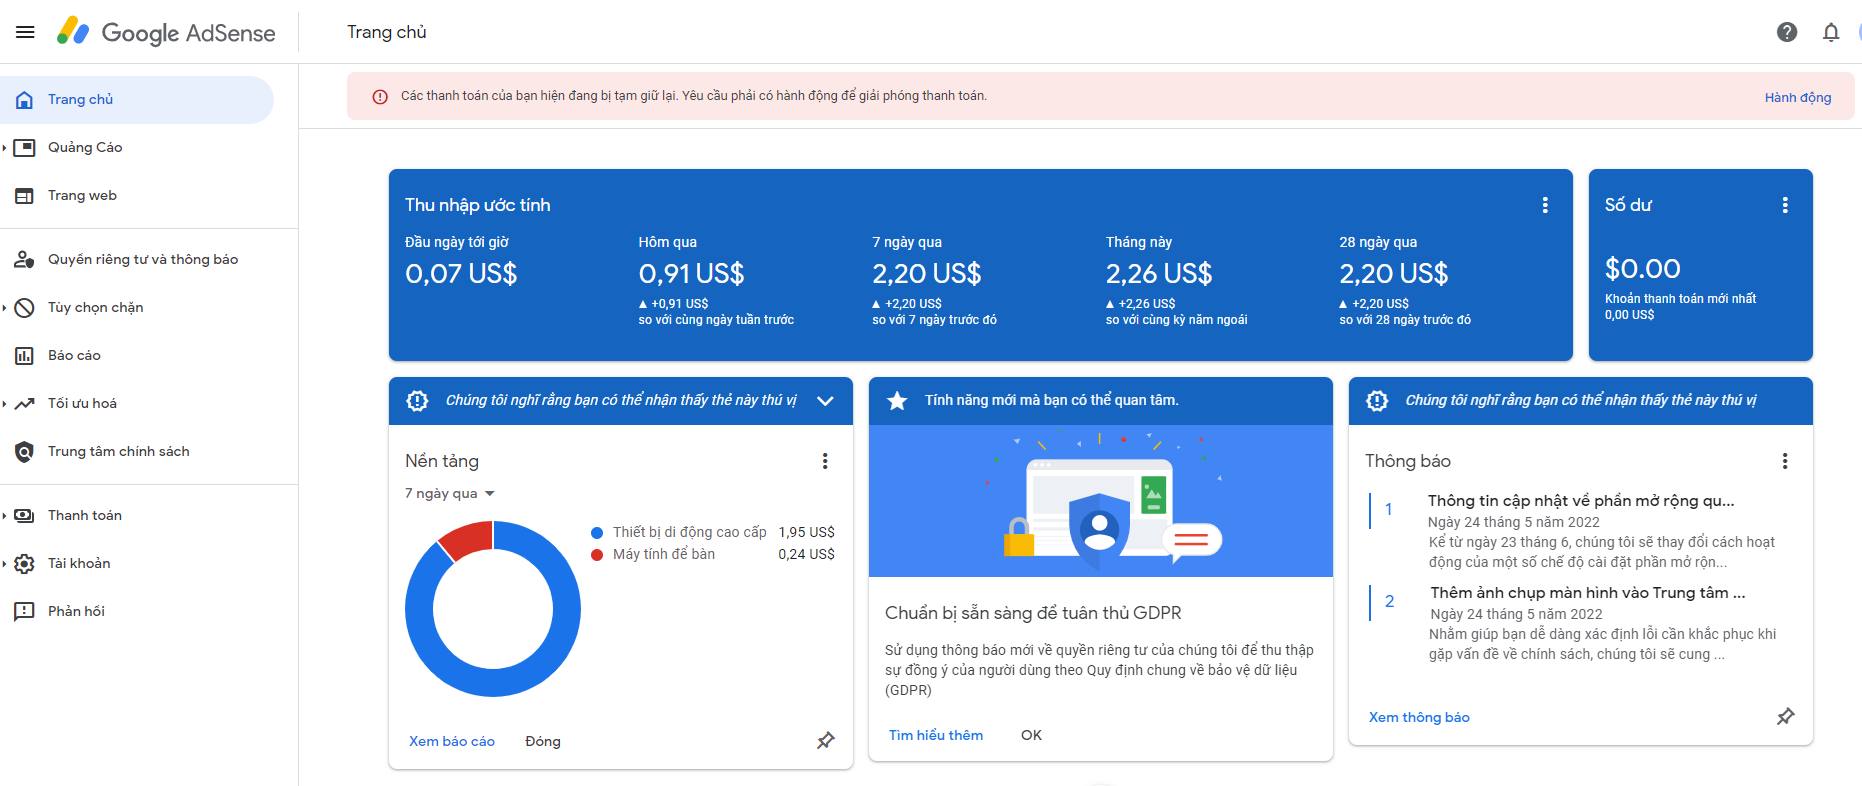 Google AdSense
Trang chủ
Các thanh toán của bạn hiện đang bị tạm giữ lại. Yêu cầu phải có hành động để giải phóng thanh toán.
Hành động
Trang chủ
Quảng Cáo
Trang web
Quyền riêng tư và thông báo
Tùy chọn chặn
Báo cáo
Tối ưu hoá
Trung tâm chính sách
Thanh toán
Tài khoản
Phản hồi
Thu nhập ước tính
Đầu ngày tới giờ
0,07 US$
Hôm qua
0,91 US$
▲ +0,91 US$
so với cùng ngày tuần trước
7 ngày qua
2,20 US$
▲ +2,20 US$
so với 7 ngày trước đó
Tháng này
2,26 US$
▲ +2,26 US$
so với cùng kỳ năm ngoái
28 ngày qua
2,20 US$
▲ +2,20 US$
so với 28 ngày trước đó
Số dư
$0.00
Khoản thanh toán mới nhất
0,00 US$
Chúng tôi nghĩ rằng bạn có thể nhận thấy thẻ này thú vị
Nền tảng
7 ngày qua
Thiết bị di động cao cấp 1,95 US$
Máy tính để bàn 0,24 US$
Xem báo cáo Đóng
Tính năng mới mà bạn có thể quan tâm.
Chuẩn bị sẵn sàng để tuân thủ GDPR
Sử dụng thông báo mới về quyền riêng tư của chúng tôi để thu thập
sự đồng ý của người dùng theo Quy định chung về bảo vệ dữ liệu
(GDPR)
Tìm hiểu thêm OK
Chúng tôi nghĩ rằng bạn có thể nhận thấy thẻ này thú vị
Thông báo
1 Thông tin cập nhật về phần mở rộng qu...
Ngày 24 tháng 5 năm 2022
Kể từ ngày 23 tháng 6, chúng tôi sẽ thay đổi cách hoạt
động của một số chế độ cài đặt phần mở rộn...
2 Thêm ảnh chụp màn hình vào Trung tâm ...
Ngày 24 tháng 5 năm 2022
Nhằm giúp bạn dễ dàng xác định lỗi cần khắc phục khi
gặp vấn đề về chính sách, chúng tôi sẽ cung ...
Xem thông báo